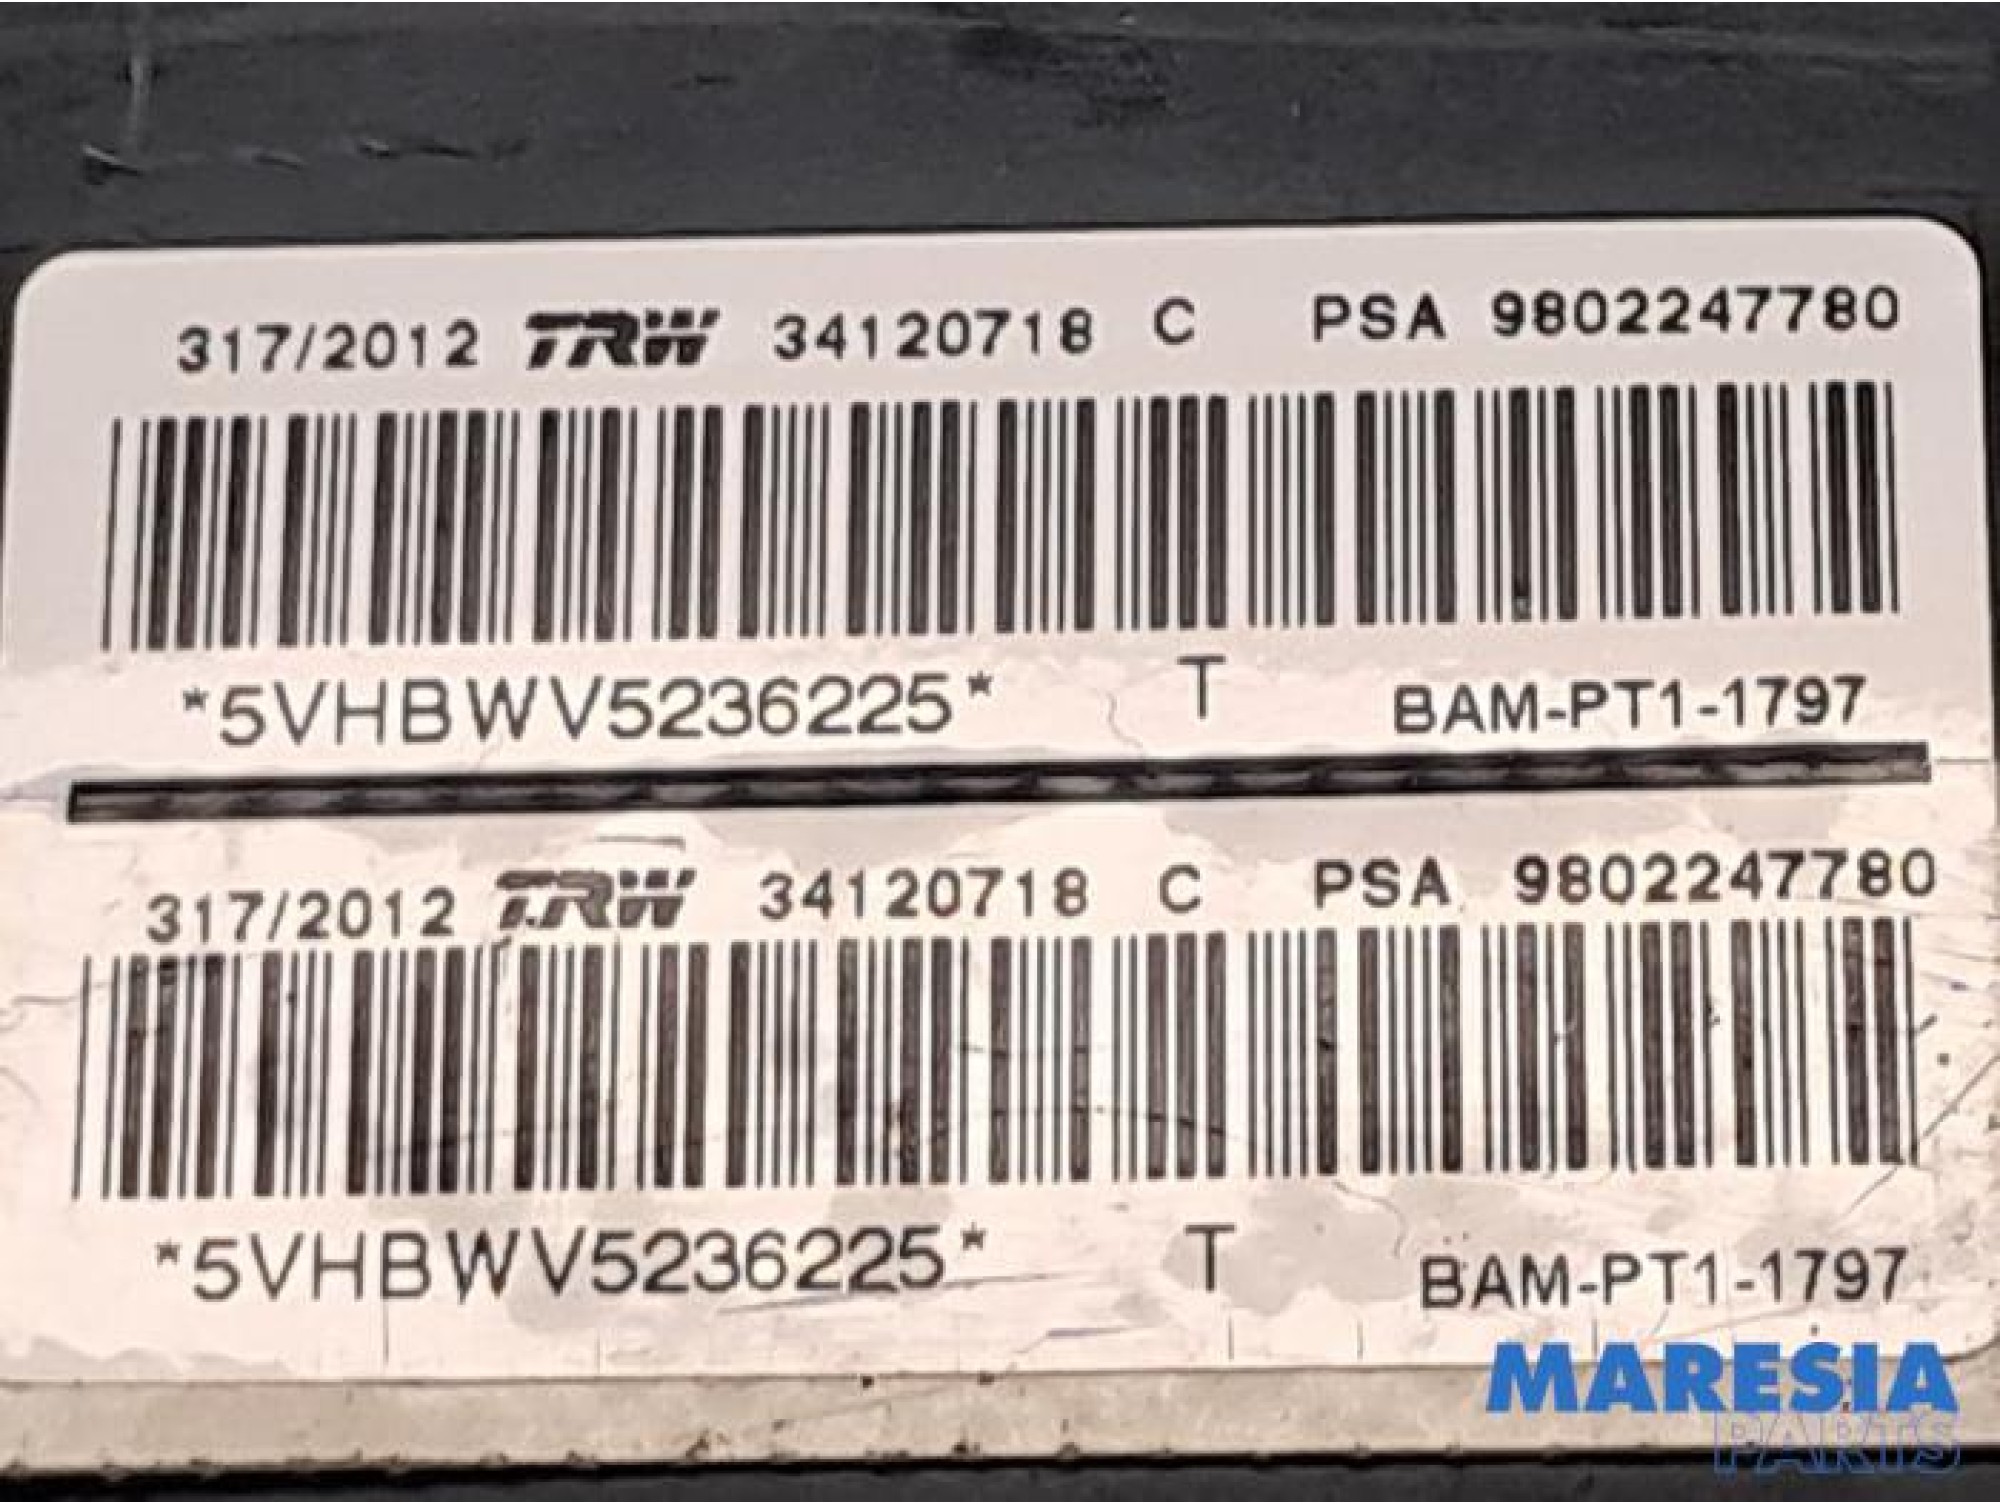 317/2012 TRW 34120718 C PSA 9802247780
*5VHBWV5236225* T BAM-PT1-1797
317/2012 TRW 34120718 C PSA 9802247780
*5VHBWV5236225* T BAM-PT1-1797
MARESIA
PARTS